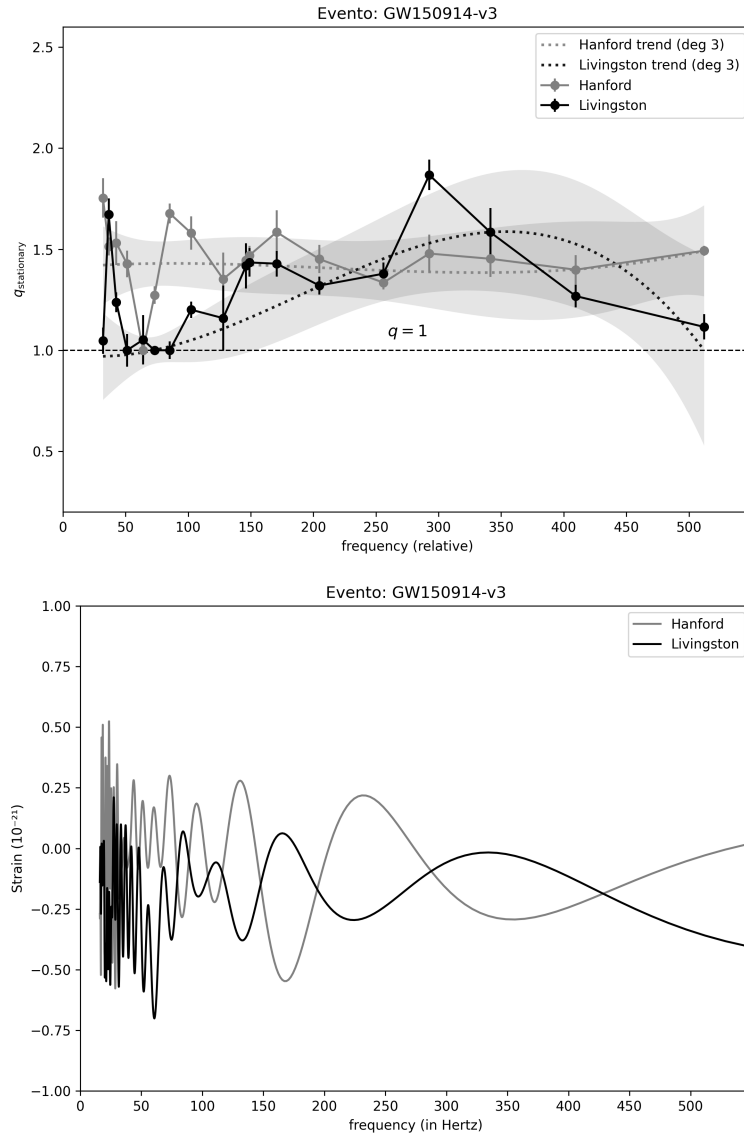 Evento: GW150914-v3
2.5
2.0
1.5
1.0
0.5
q_stationary
Hanford trend (deg 3)
Livingston trend (deg 3)
Hanford
Livingston
q = 1
0 50 100 150 200 250 300 350 400 450 500
frequency (relative)
Evento: GW150914-v3
1.00
0.75
0.50
0.25
0.00
−0.25
−0.50
−0.75
−1.00
Strain (10⁻²¹)
Hanford
Livingston
0 50 100 150 200 250 300 350 400 450 500
frequency (in Hertz)